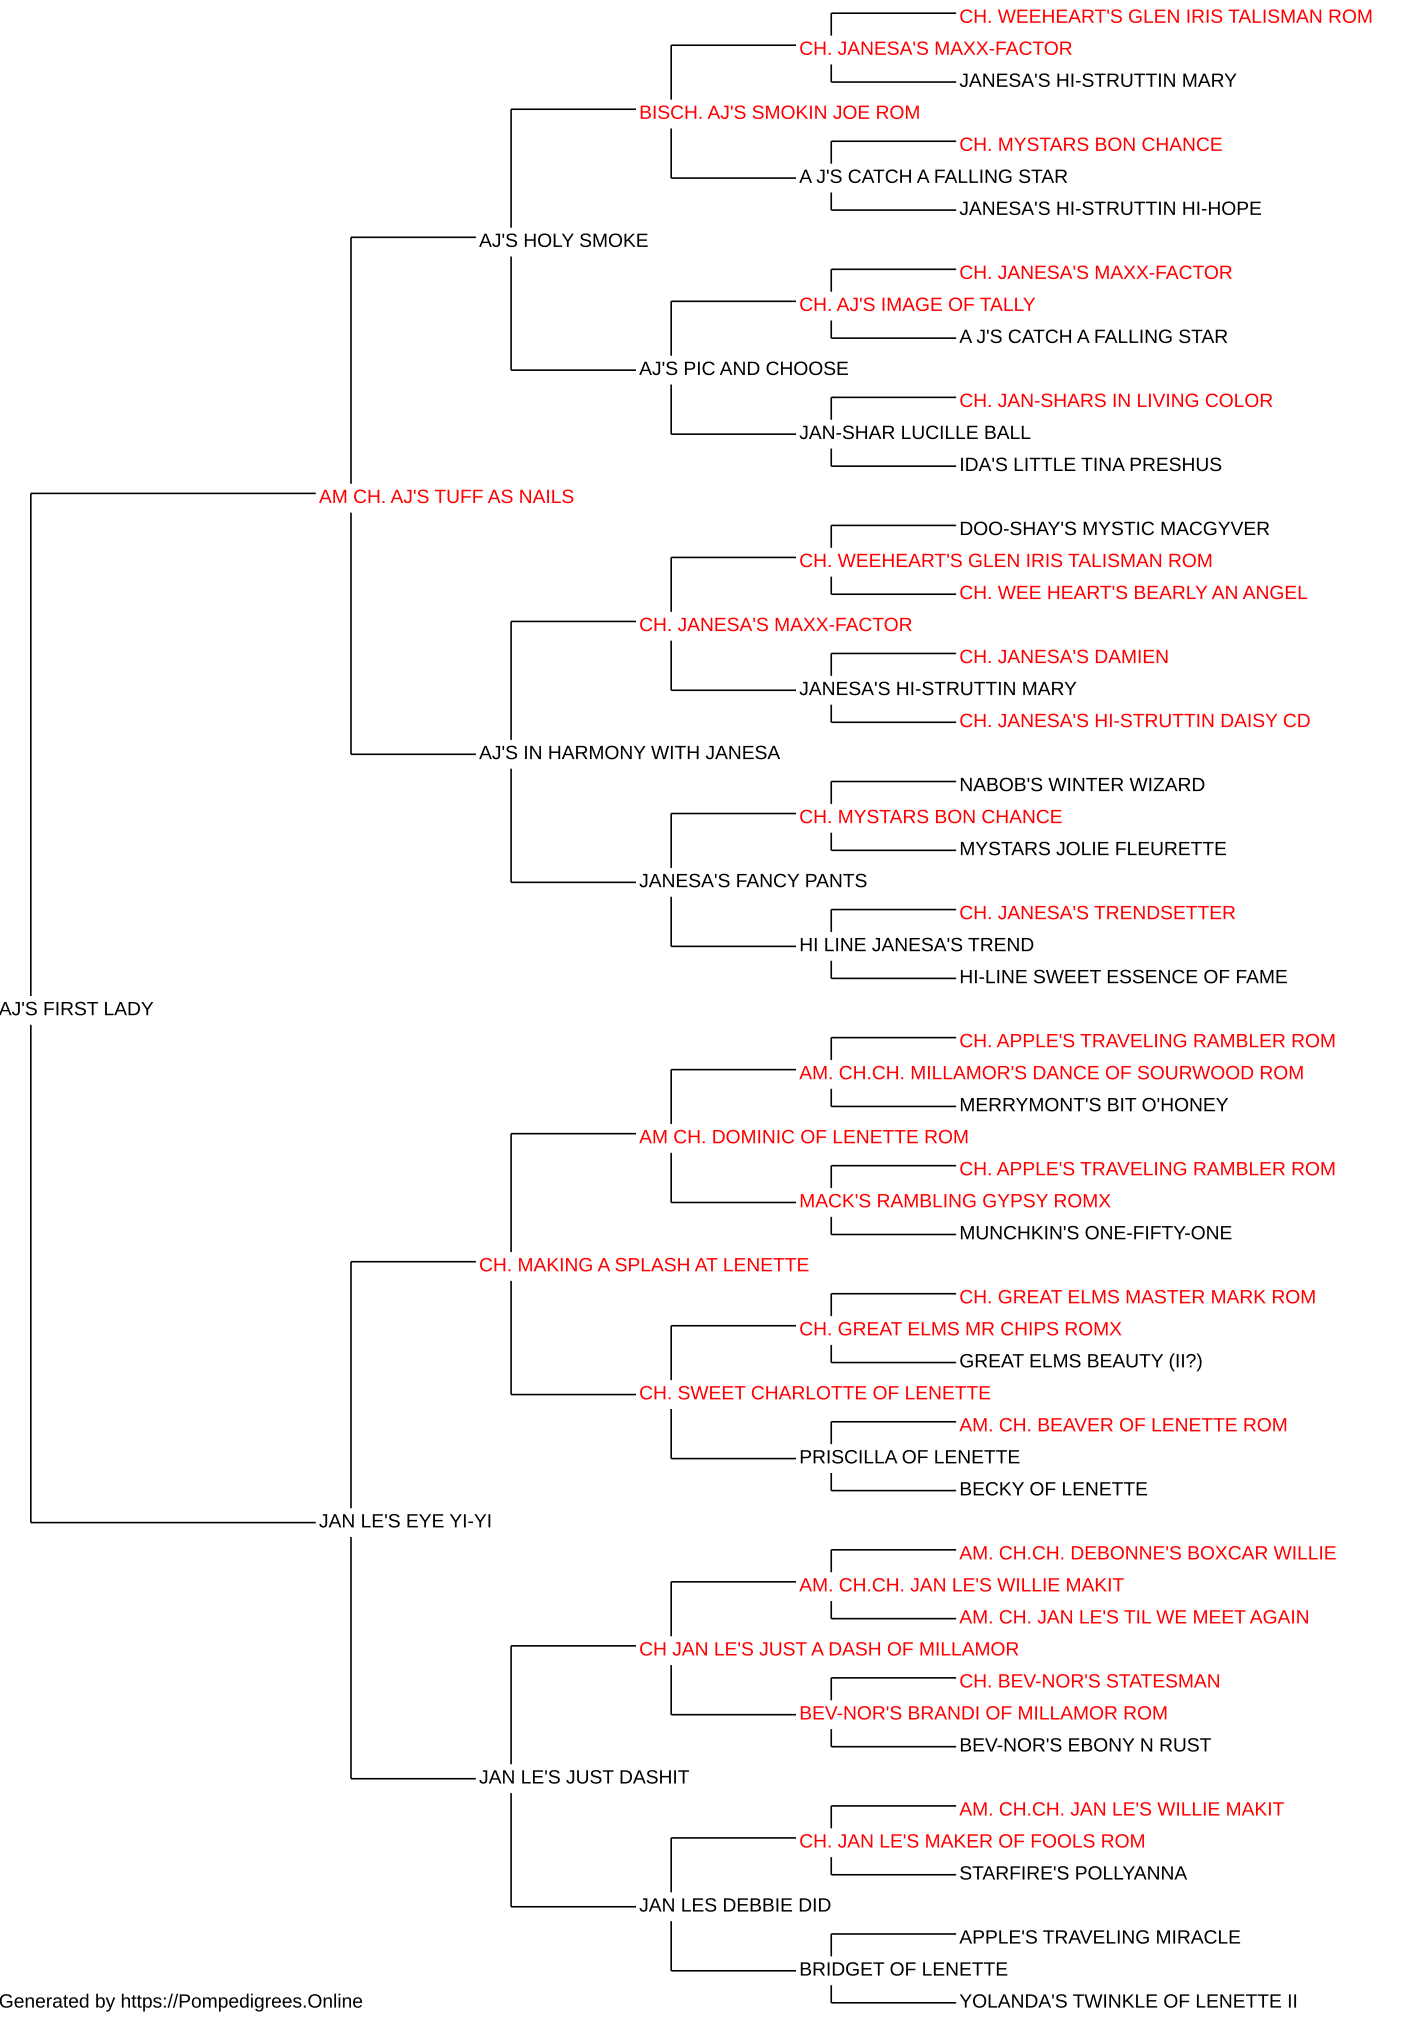 CH. WEEHEART'S GLEN IRIS TALISMAN ROM
CH. JANESA'S MAXX-FACTOR
JANESA'S HI-STRUTTIN MARY
BISCH. AJ'S SMOKIN JOE ROM
CH. MYSTARS BON CHANCE
A J'S CATCH A FALLING STAR
JANESA'S HI-STRUTTIN HI-HOPE
AJ'S HOLY SMOKE
CH. JANESA'S MAXX-FACTOR
CH. AJ'S IMAGE OF TALLY
A J'S CATCH A FALLING STAR
AJ'S PIC AND CHOOSE
CH. JAN-SHARS IN LIVING COLOR
JAN-SHAR LUCILLE BALL
IDA'S LITTLE TINA PRESHUS
AM CH. AJ'S TUFF AS NAILS
DOO-SHAY'S MYSTIC MACGYVER
CH. WEEHEART'S GLEN IRIS TALISMAN ROM
CH. WEE HEART'S BEARLY AN ANGEL
CH. JANESA'S MAXX-FACTOR
CH. JANESA'S DAMIEN
JANESA'S HI-STRUTTIN MARY
CH. JANESA'S HI-STRUTTIN DAISY CD
AJ'S IN HARMONY WITH JANESA
NABOB'S WINTER WIZARD
CH. MYSTARS BON CHANCE
MYSTARS JOLIE FLEURETTE
JANESA'S FANCY PANTS
CH. JANESA'S TRENDSETTER
HI LINE JANESA'S TREND
HI-LINE SWEET ESSENCE OF FAME
AJ'S FIRST LADY
CH. APPLE'S TRAVELING RAMBLER ROM
AM. CH.CH. MILLAMOR'S DANCE OF SOURWOOD ROM
MERRYMONT'S BIT O'HONEY
AM CH. DOMINIC OF LENETTE ROM
CH. APPLE'S TRAVELING RAMBLER ROM
MACK'S RAMBLING GYPSY ROMX
MUNCHKIN'S ONE-FIFTY-ONE
CH. MAKING A SPLASH AT LENETTE
CH. GREAT ELMS MASTER MARK ROM
CH. GREAT ELMS MR CHIPS ROMX
GREAT ELMS BEAUTY (II?)
CH. SWEET CHARLOTTE OF LENETTE
AM. CH. BEAVER OF LENETTE ROM
PRISCILLA OF LENETTE
BECKY OF LENETTE
JAN LE'S EYE YI-YI
AM. CH.CH. DEBONNE'S BOXCAR WILLIE
AM. CH.CH. JAN LE'S WILLIE MAKIT
AM. CH. JAN LE'S TIL WE MEET AGAIN
CH JAN LE'S JUST A DASH OF MILLAMOR
CH. BEV-NOR'S STATESMAN
BEV-NOR'S BRANDI OF MILLAMOR ROM
BEV-NOR'S EBONY N RUST
JAN LE'S JUST DASHIT
AM. CH.CH. JAN LE'S WILLIE MAKIT
CH. JAN LE'S MAKER OF FOOLS ROM
STARFIRE'S POLLYANNA
JAN LES DEBBIE DID
APPLE'S TRAVELING MIRACLE
BRIDGET OF LENETTE
YOLANDA'S TWINKLE OF LENETTE II
Generated by https://Pompedigrees.Online